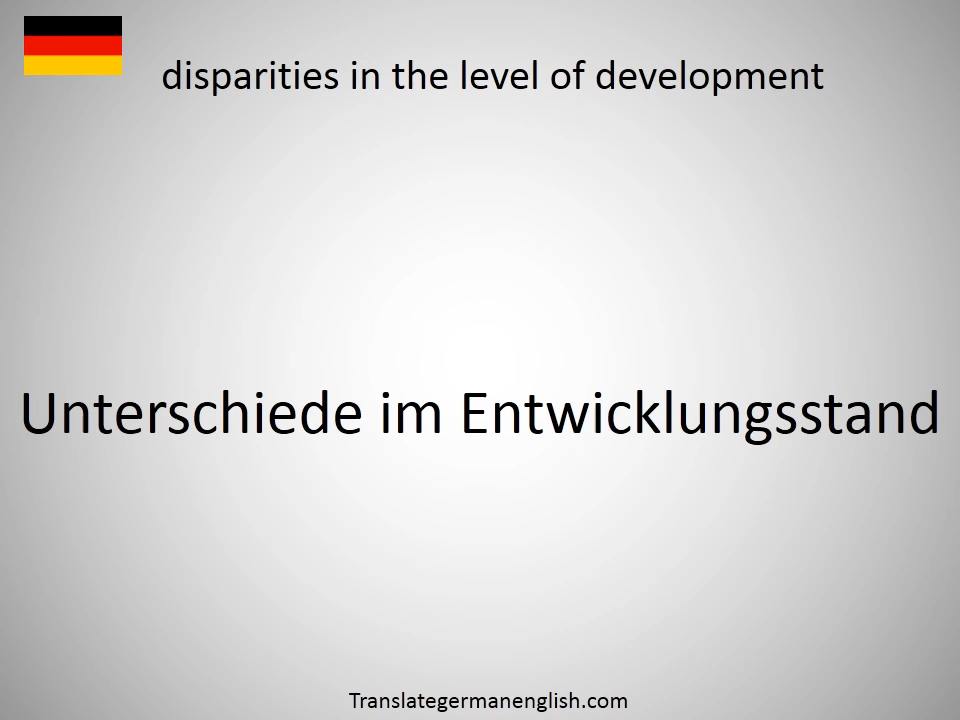 disparities in the level of development
Unterschiede im Entwicklungsstand
Translategermanenglish.com